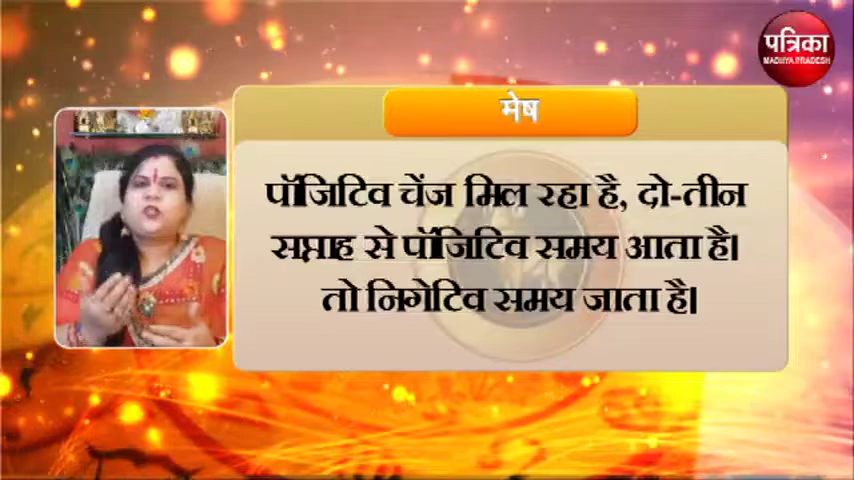 पत्रिका
MADHYA PRADESH
मेष
पॉजिटिव चेंज मिल रहा है, दो-तीन
सप्ताह से पॉजिटिव समय आता है।
तो निगेटिव समय जाता है।